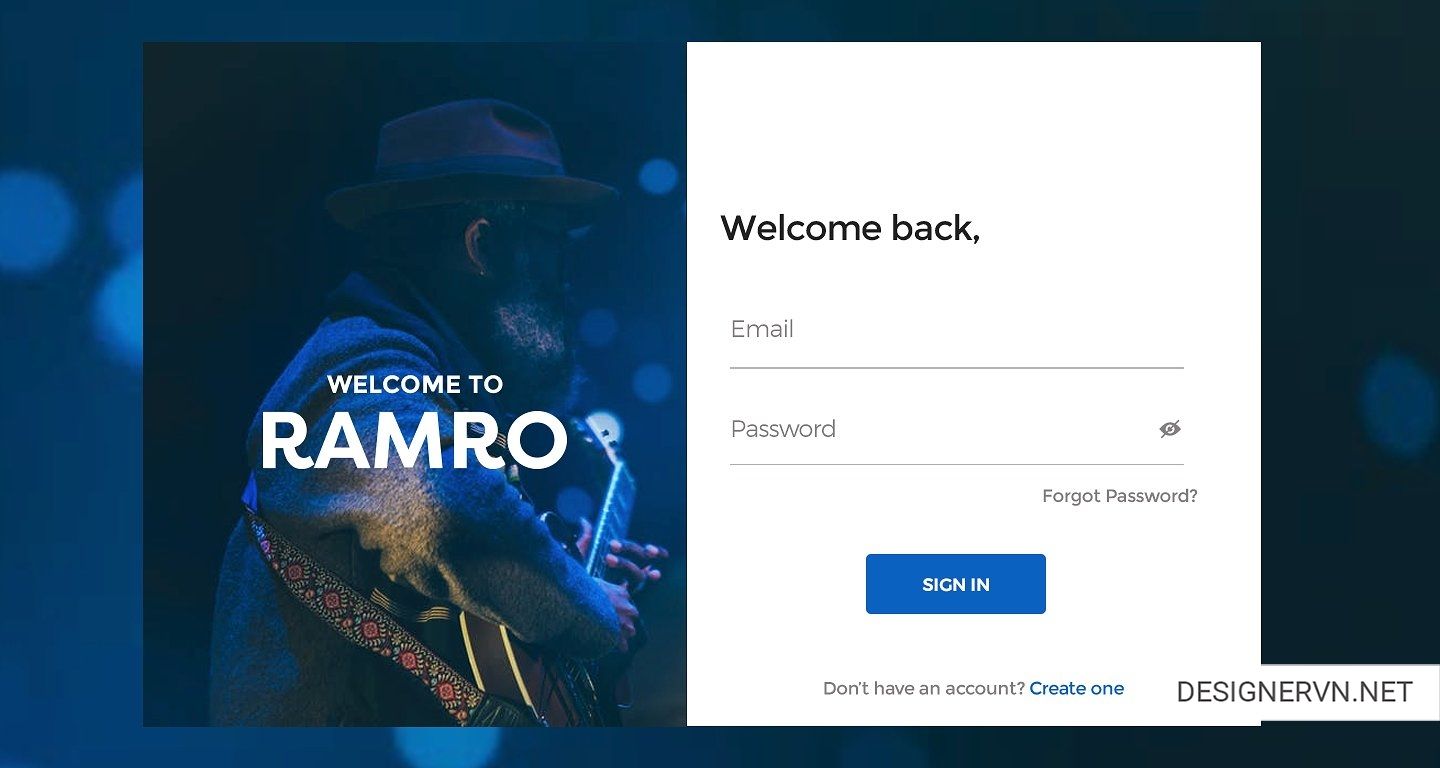 WELCOME TO
RAMRO
Welcome back,
Email
Password
Forgot Password?
SIGN IN
Don’t have an account? Create one
DESIGNERVN.NET